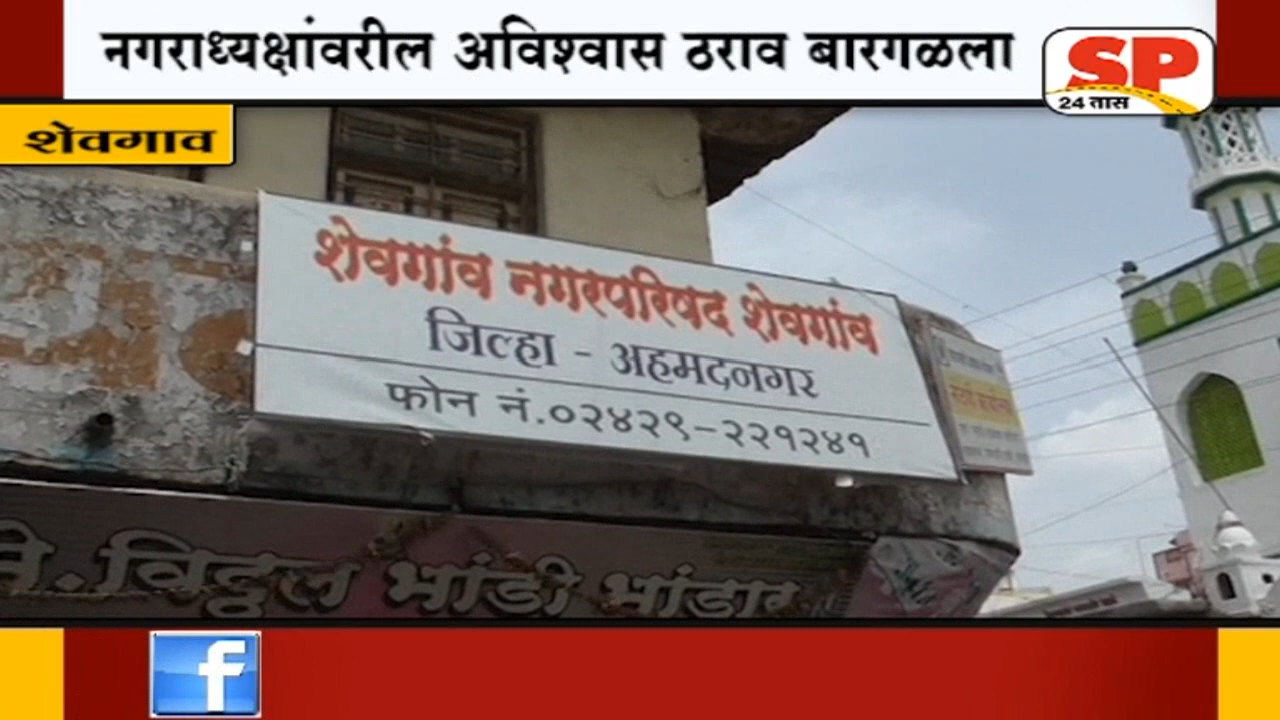 नगराध्यक्षांवरील अविश्वास ठराव बारगळला
SP
24 तास
शेवगाव
शेवगांव नगरपरिषद शेवगांव
जिल्हा - अहमदनगर
फोन नं.०२४२९-२२१२४१
विठ्ठल भांडी भांडार
f